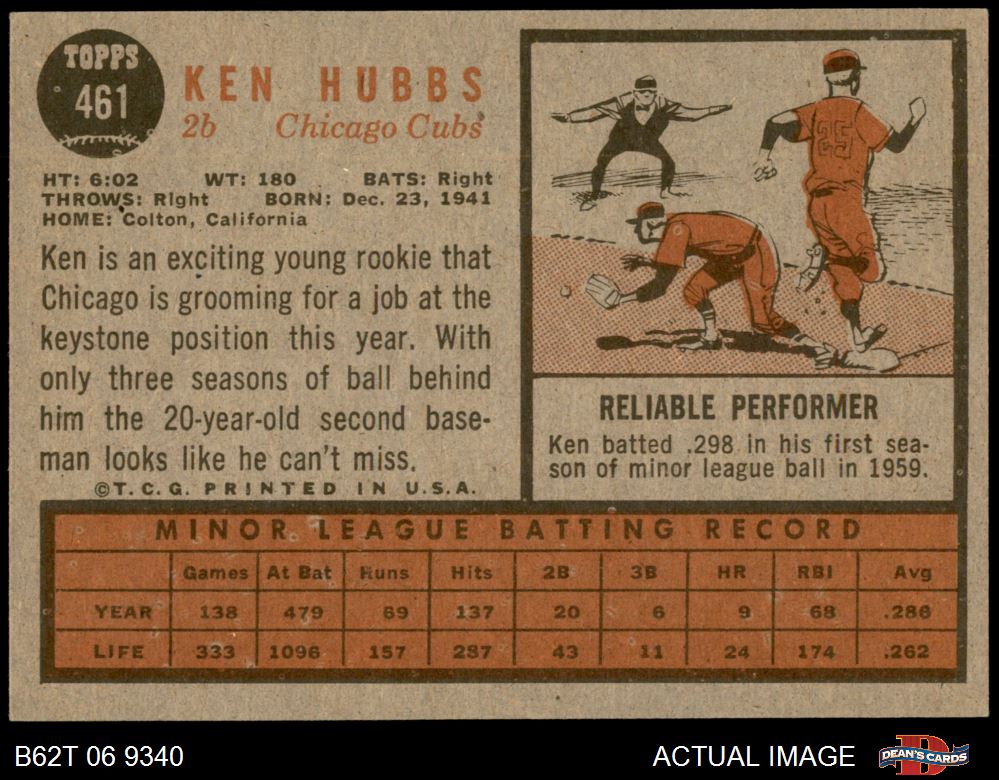 TOPPS
461
KEN HUBBS
2b Chicago Cubs
HT: 6:02 WT: 180 BATS: Right
THROWS: Right BORN: Dec. 23, 1941
HOME: Colton, California
Ken is an exciting young rookie that
Chicago is grooming for a job at the
keystone position this year. With
only three seasons of ball behind
him the 20-year-old second base-
man looks like he can't miss.
©T.C.G. PRINTED IN U.S.A.
25
RELIABLE PERFORMER
Ken batted .298 in his first sea-
son of minor league ball in 1959.
MINOR LEAGUE BATTING RECORD
Games At Bat Runs Hits 2B 3B HR RBI Avg
YEAR 138 479 69 137 20 6 9 68 .286
LIFE 333 1096 157 287 43 11 24 174 .262
B62T 06 9340 ACTUAL IMAGE
DEAN'S CARDS